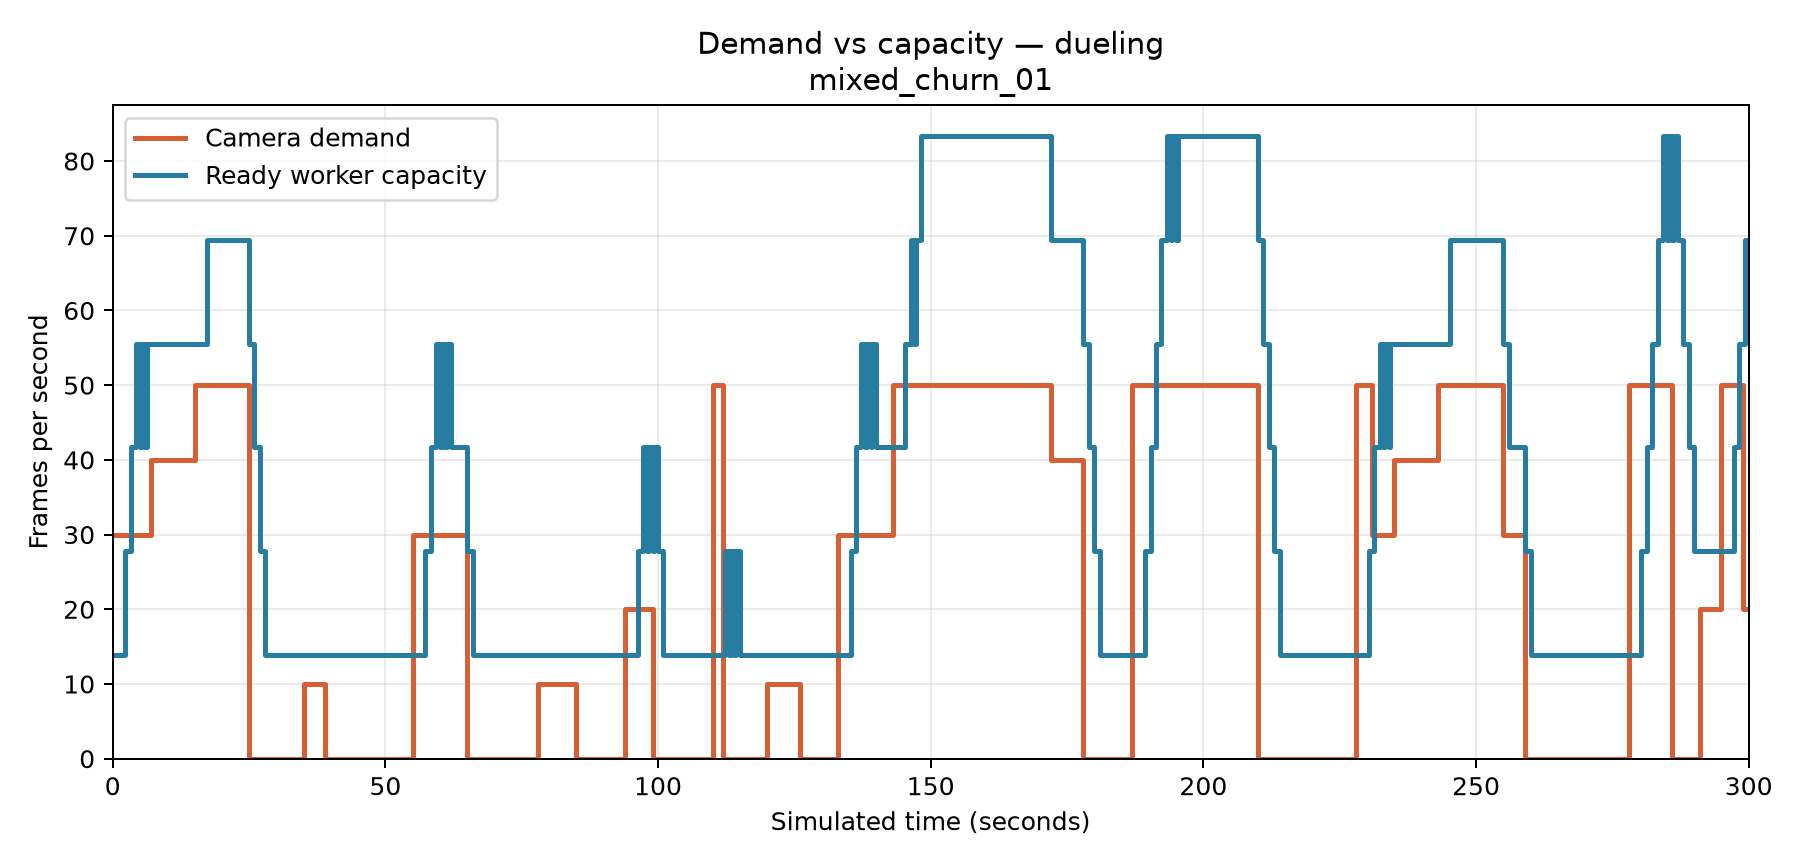 Demand vs capacity — dueling
mixed_churn_01
Camera demand
Ready worker capacity
Frames per second
80
70
60
50
40
30
20
10
0
0 50 100 150 200 250 300
Simulated time (seconds)